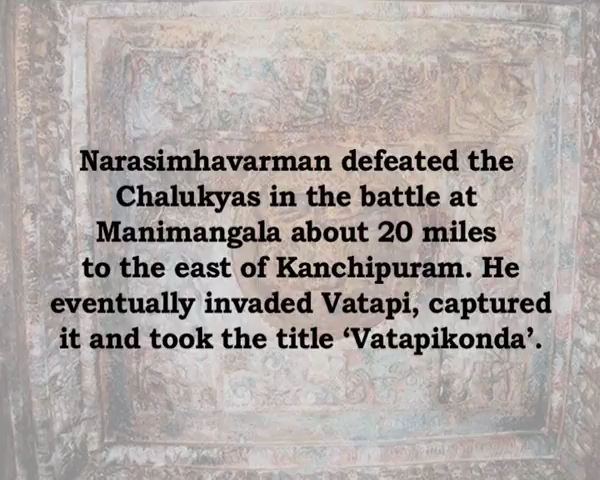 Narasimhavarman defeated the
Chalukyas in the battle at
Manimangala about 20 miles
to the east of Kanchipuram. He
eventually invaded Vatapi, captured
it and took the title ‘Vatapikonda’.